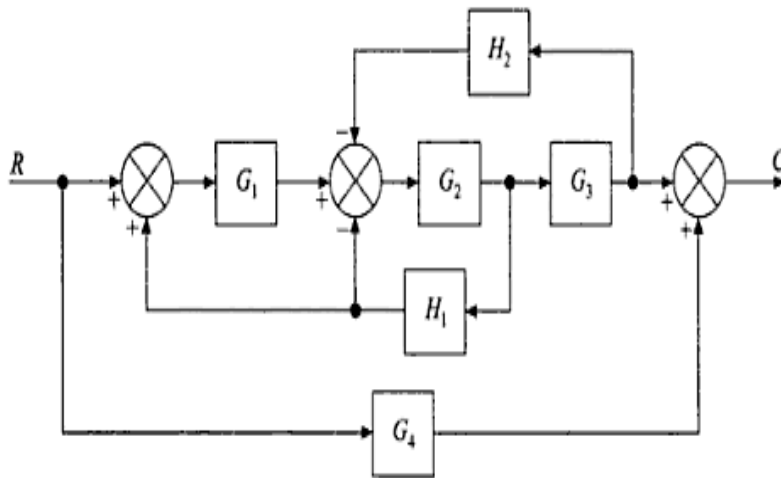 H₂
−
R
G₁
G₂
G₃
C
+
+
+
+
+
−
H₁
G₄